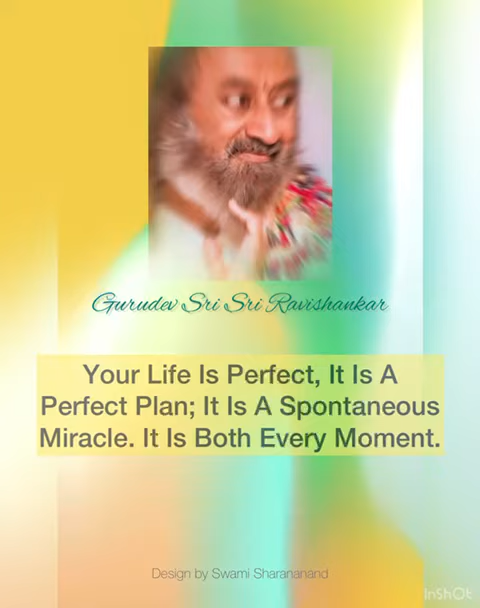 Gurudev Sri Sri Ravishankar
Your Life Is Perfect, It Is A
Perfect Plan; It Is A Spontaneous
Miracle. It Is Both Every Moment.
Design by Swami Sharananand
InShOt